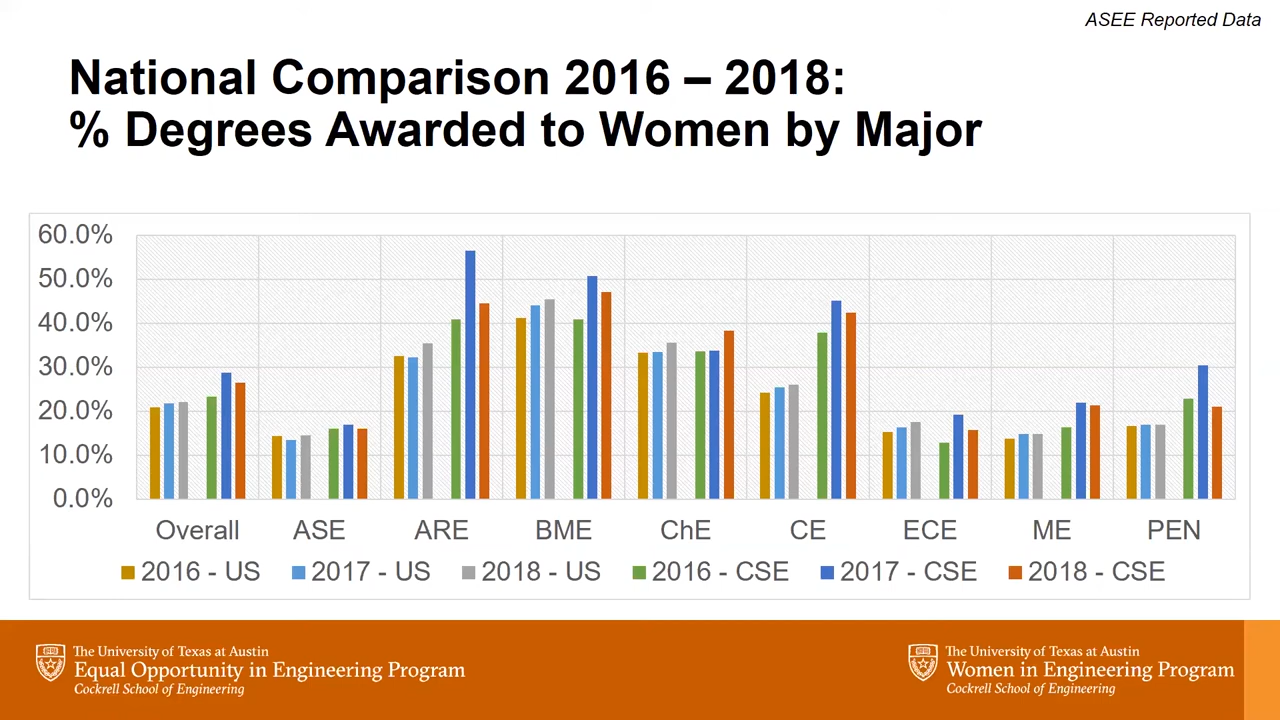 ASEE Reported Data
National Comparison 2016 – 2018:
% Degrees Awarded to Women by Major
60.0%
50.0%
40.0%
30.0%
20.0%
10.0%
0.0%
Overall ASE ARE BME ChE CE ECE ME PEN
2016 - US 2017 - US 2018 - US 2016 - CSE 2017 - CSE 2018 - CSE
The University of Texas at Austin
Equal Opportunity in Engineering Program
Cockrell School of Engineering
The University of Texas at Austin
Women in Engineering Program
Cockrell School of Engineering